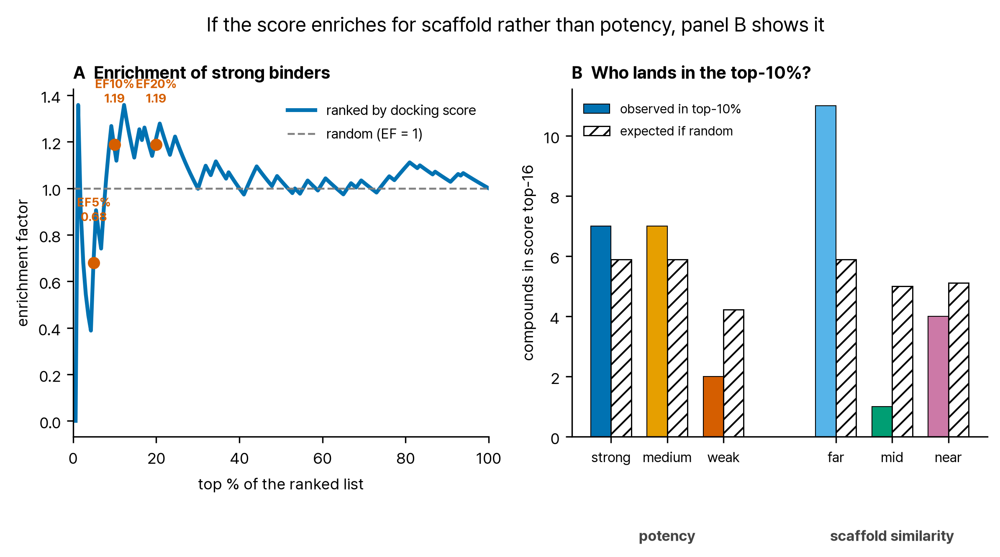 If the score enriches for scaffold rather than potency, panel B shows it
A Enrichment of strong binders
EF10% EF20%
1.19 1.19
EF5%
0.68
ranked by docking score
random (EF = 1)
enrichment factor
1.4
1.2
1.0
0.8
0.6
0.4
0.2
0.0
0 20 40 60 80 100
top % of the ranked list
B Who lands in the top-10%?
observed in top-10%
expected if random
compounds in score top-16
10
8
6
4
2
0
strong medium weak far mid near
potency scaffold similarity